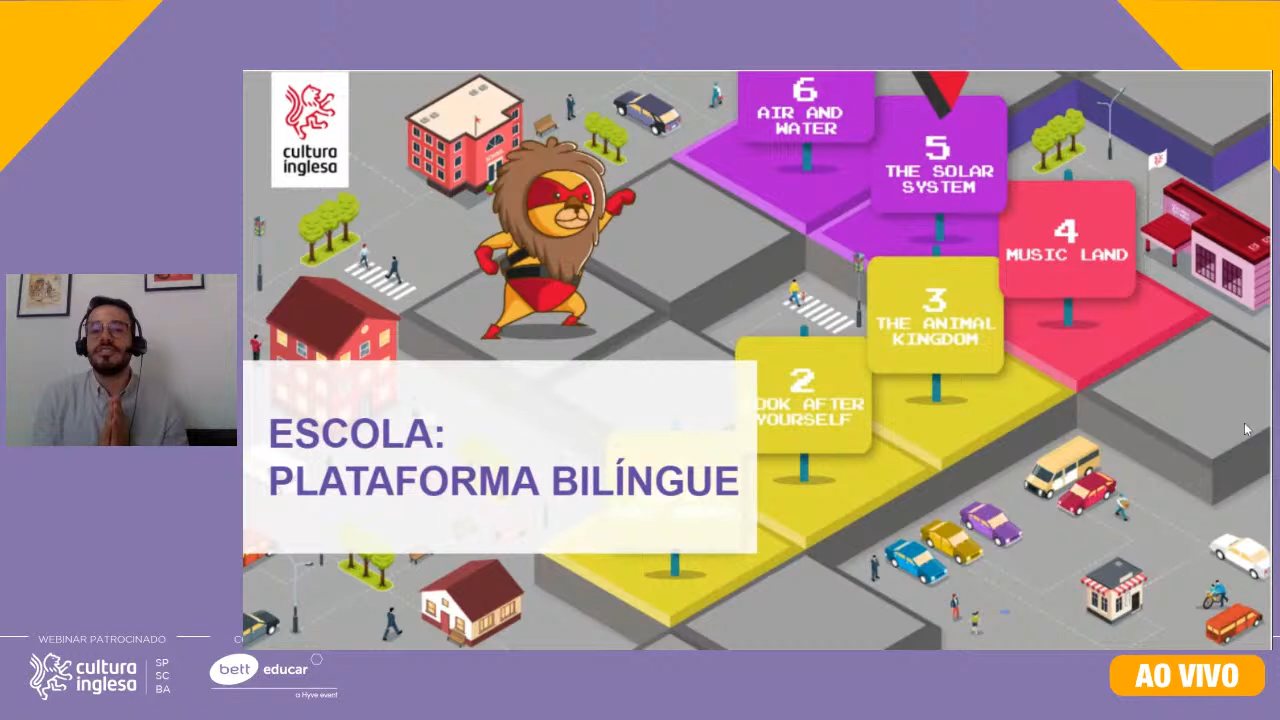 cultura
inglesa
6
AIR AND
WATER
5
THE SOLAR
SYSTEM
4
MUSIC LAND
3
THE ANIMAL
KINGDOM
2
OOK AFTER
YOURSELF
ESCOLA:
PLATAFORMA BILÍNGUE
WEBINAR PATROCINADO
cultura
inglesa
SP
SC
BA
bett educar
a Hyve event
AO VIVO